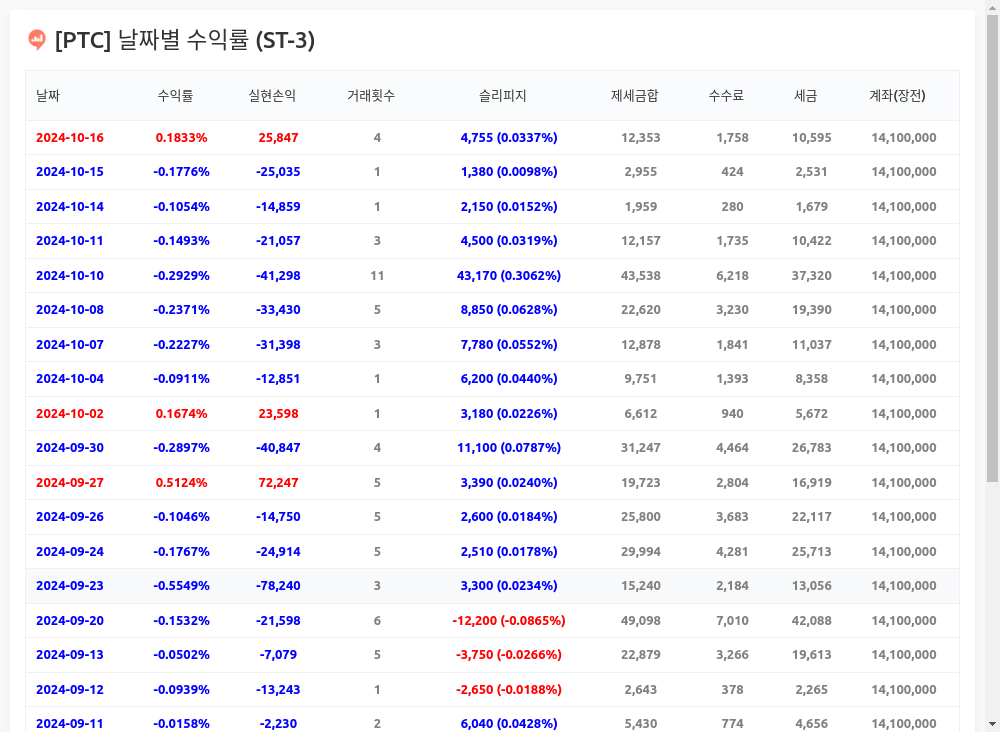 [PTC] 날짜별 수익률 (ST-3)
날짜 수익률 실현손익 거래횟수 슬리피지 제세금합 수수료 세금 계좌(장전)
2024-10-16 0.1833% 25,847 4 4,755 (0.0337%) 12,353 1,758 10,595 14,100,000
2024-10-15 -0.1776% -25,035 1 1,380 (0.0098%) 2,955 424 2,531 14,100,000
2024-10-14 -0.1054% -14,859 1 2,150 (0.0152%) 1,959 280 1,679 14,100,000
2024-10-11 -0.1493% -21,057 3 4,500 (0.0319%) 12,157 1,735 10,422 14,100,000
2024-10-10 -0.2929% -41,298 11 43,170 (0.3062%) 43,538 6,218 37,320 14,100,000
2024-10-08 -0.2371% -33,430 5 8,850 (0.0628%) 22,620 3,230 19,390 14,100,000
2024-10-07 -0.2227% -31,398 3 7,780 (0.0552%) 12,878 1,841 11,037 14,100,000
2024-10-04 -0.0911% -12,851 1 6,200 (0.0440%) 9,751 1,393 8,358 14,100,000
2024-10-02 0.1674% 23,598 1 3,180 (0.0226%) 6,612 940 5,672 14,100,000
2024-09-30 -0.2897% -40,847 4 11,100 (0.0787%) 31,247 4,464 26,783 14,100,000
2024-09-27 0.5124% 72,247 5 3,390 (0.0240%) 19,723 2,804 16,919 14,100,000
2024-09-26 -0.1046% -14,750 5 2,600 (0.0184%) 25,800 3,683 22,117 14,100,000
2024-09-24 -0.1767% -24,914 5 2,510 (0.0178%) 29,994 4,281 25,713 14,100,000
2024-09-23 -0.5549% -78,240 3 3,300 (0.0234%) 15,240 2,184 13,056 14,100,000
2024-09-20 -0.1532% -21,598 6 -12,200 (-0.0865%) 49,098 7,010 42,088 14,100,000
2024-09-13 -0.0502% -7,079 5 -3,750 (-0.0266%) 22,879 3,266 19,613 14,100,000
2024-09-12 -0.0939% -13,243 1 -2,650 (-0.0188%) 2,643 378 2,265 14,100,000
2024-09-11 -0.0158% -2,230 2 6,040 (0.0428%) 5,430 774 4,656 14,100,000